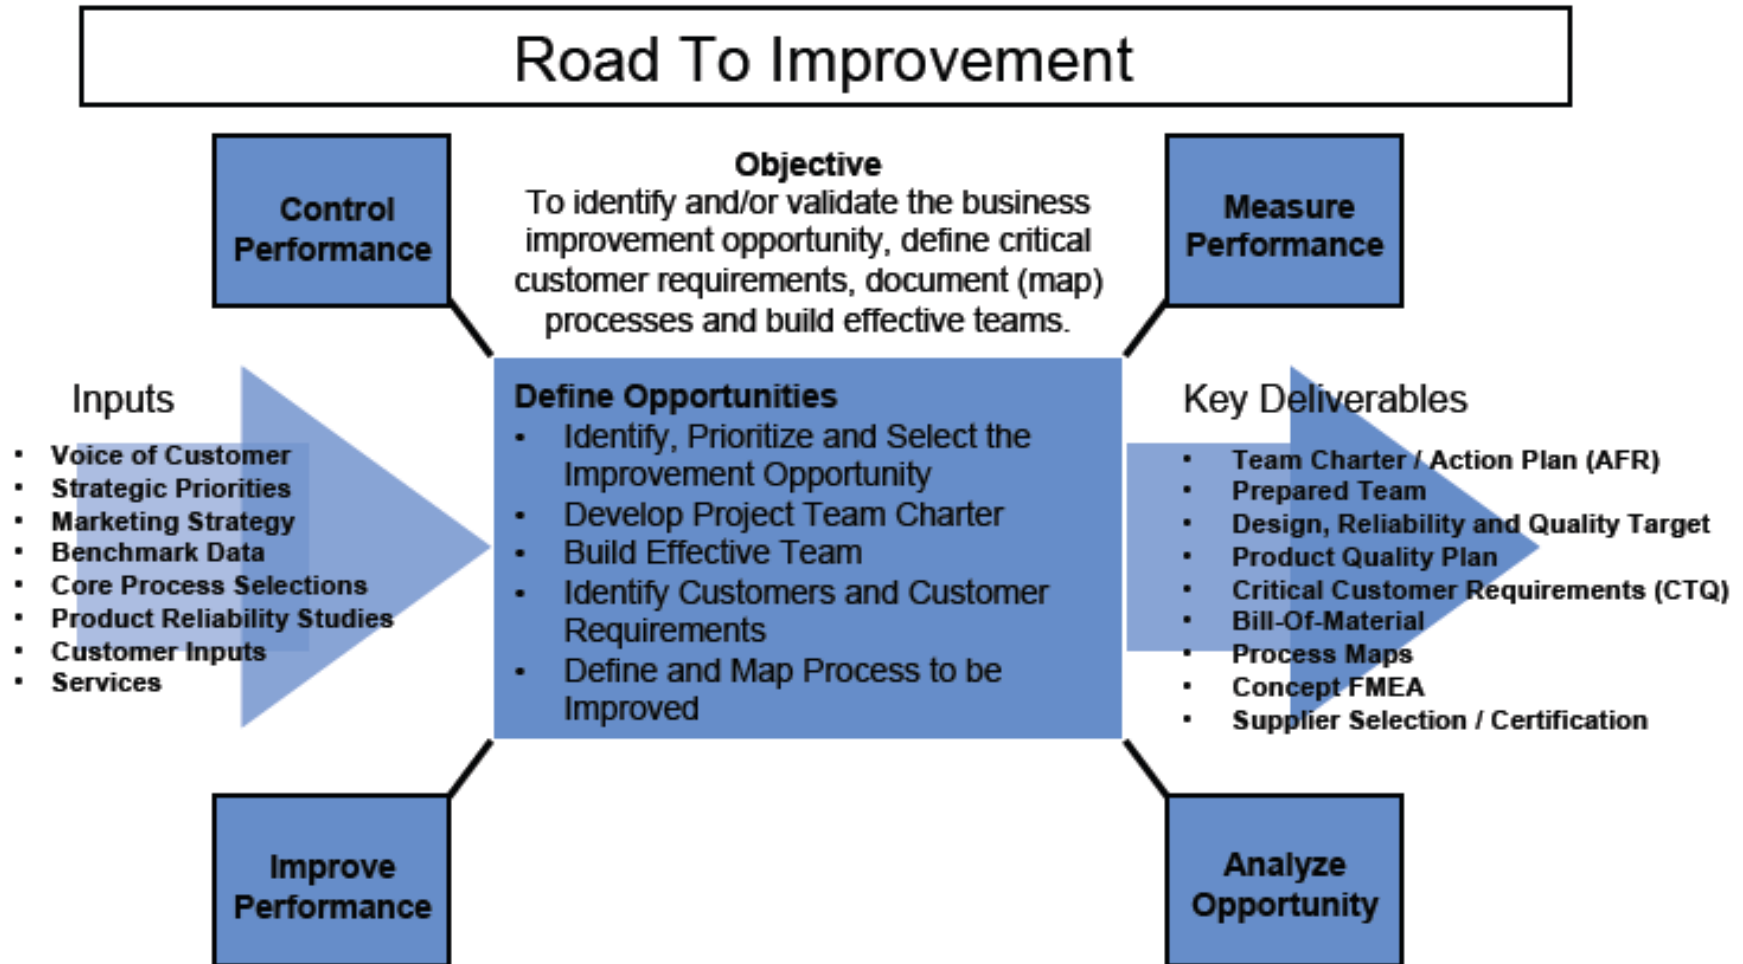 Road To Improvement
Control
Performance
Objective
To identify and/or validate the business
improvement opportunity, define critical
customer requirements, document (map)
processes and build effective teams.
Measure
Performance
Inputs
▪ Voice of Customer
▪ Strategic Priorities
▪ Marketing Strategy
▪ Benchmark Data
▪ Core Process Selections
▪ Product Reliability Studies
▪ Customer Inputs
▪ Services
Define Opportunities
• Identify, Prioritize and Select the
Improvement Opportunity
• Develop Project Team Charter
• Build Effective Team
• Identify Customers and Customer
Requirements
• Define and Map Process to be
Improved
Key Deliverables
▪ Team Charter / Action Plan (AFR)
▪ Prepared Team
▪ Design, Reliability and Quality Target
▪ Product Quality Plan
▪ Critical Customer Requirements (CTQ)
▪ Bill-Of-Material
▪ Process Maps
▪ Concept FMEA
▪ Supplier Selection / Certification
Improve
Performance
Analyze
Opportunity